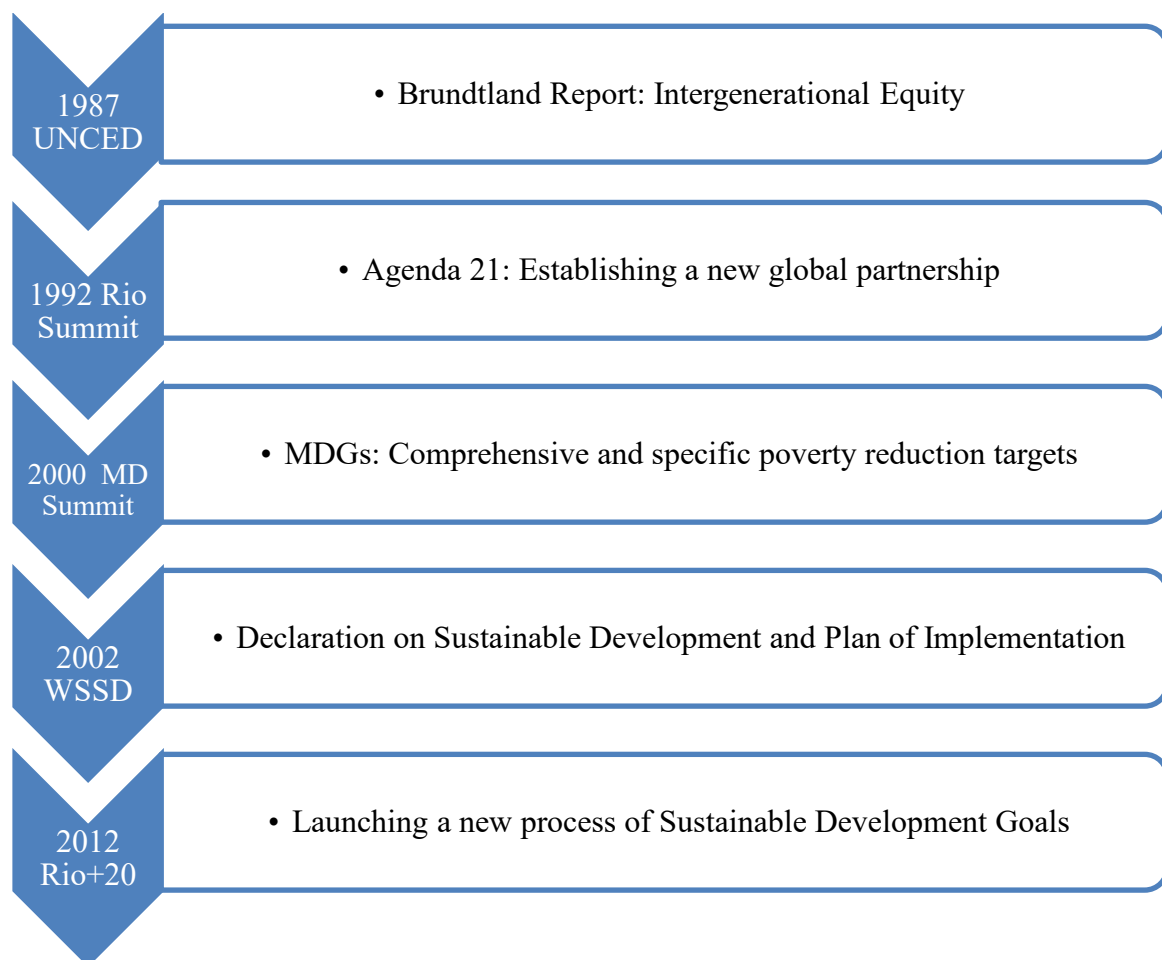 1987
UNCED
• Brundtland Report: Intergenerational Equity
1992 Rio
Summit
• Agenda 21: Establishing a new global partnership
2000 MD
Summit
• MDGs: Comprehensive and specific poverty reduction targets
2002
WSSD
• Declaration on Sustainable Development and Plan of Implementation
2012
Rio+20
• Launching a new process of Sustainable Development Goals